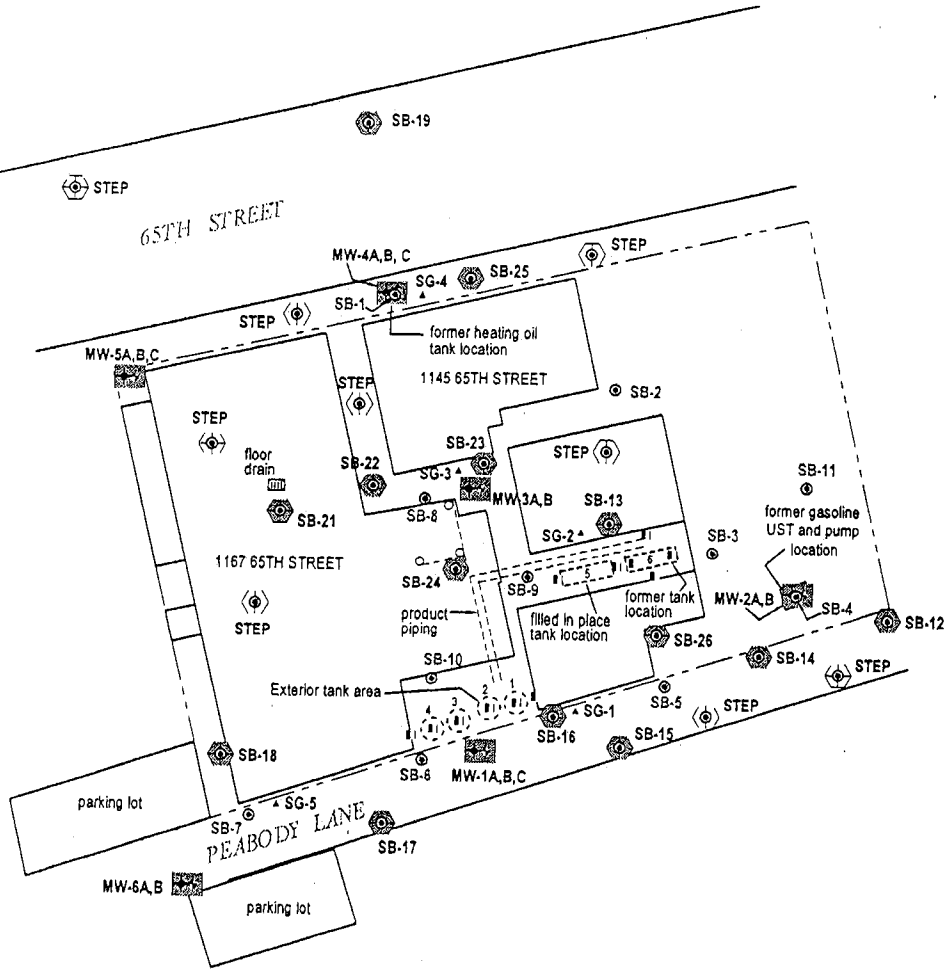 SB-19
STEP
65TH STREET
STEP
MW-4A,B, C
SB-25
SG-4
SB-1
STEP
former heating oil
tank location
MW-5A,B,C
1145 65TH STREET
STEP
SB-2
STEP
floor
drain
SB-22
SB-23
SG-3
STEP
SB-11
SB-8
MW-3A,B
SB-13
SB-21
former gasoline
UST and pump
location
SG-2
SB-3
1167 65TH STREET
SB-24
SB-9
5
6
former tank
location
MW-2A,B
SB-4
STEP
product
piping
filled in place
tank location
SB-12
SB-26
SB-10
SB-14
Exterior tank area
STEP
SB-5
1
2
3
4
SG-1
STEP
SB-16
SB-15
SB-18
SB-6
MW-1A,B,C
parking lot
SG-5
SB-7
PEABODY LANE
SB-17
MW-6A,B
parking lot